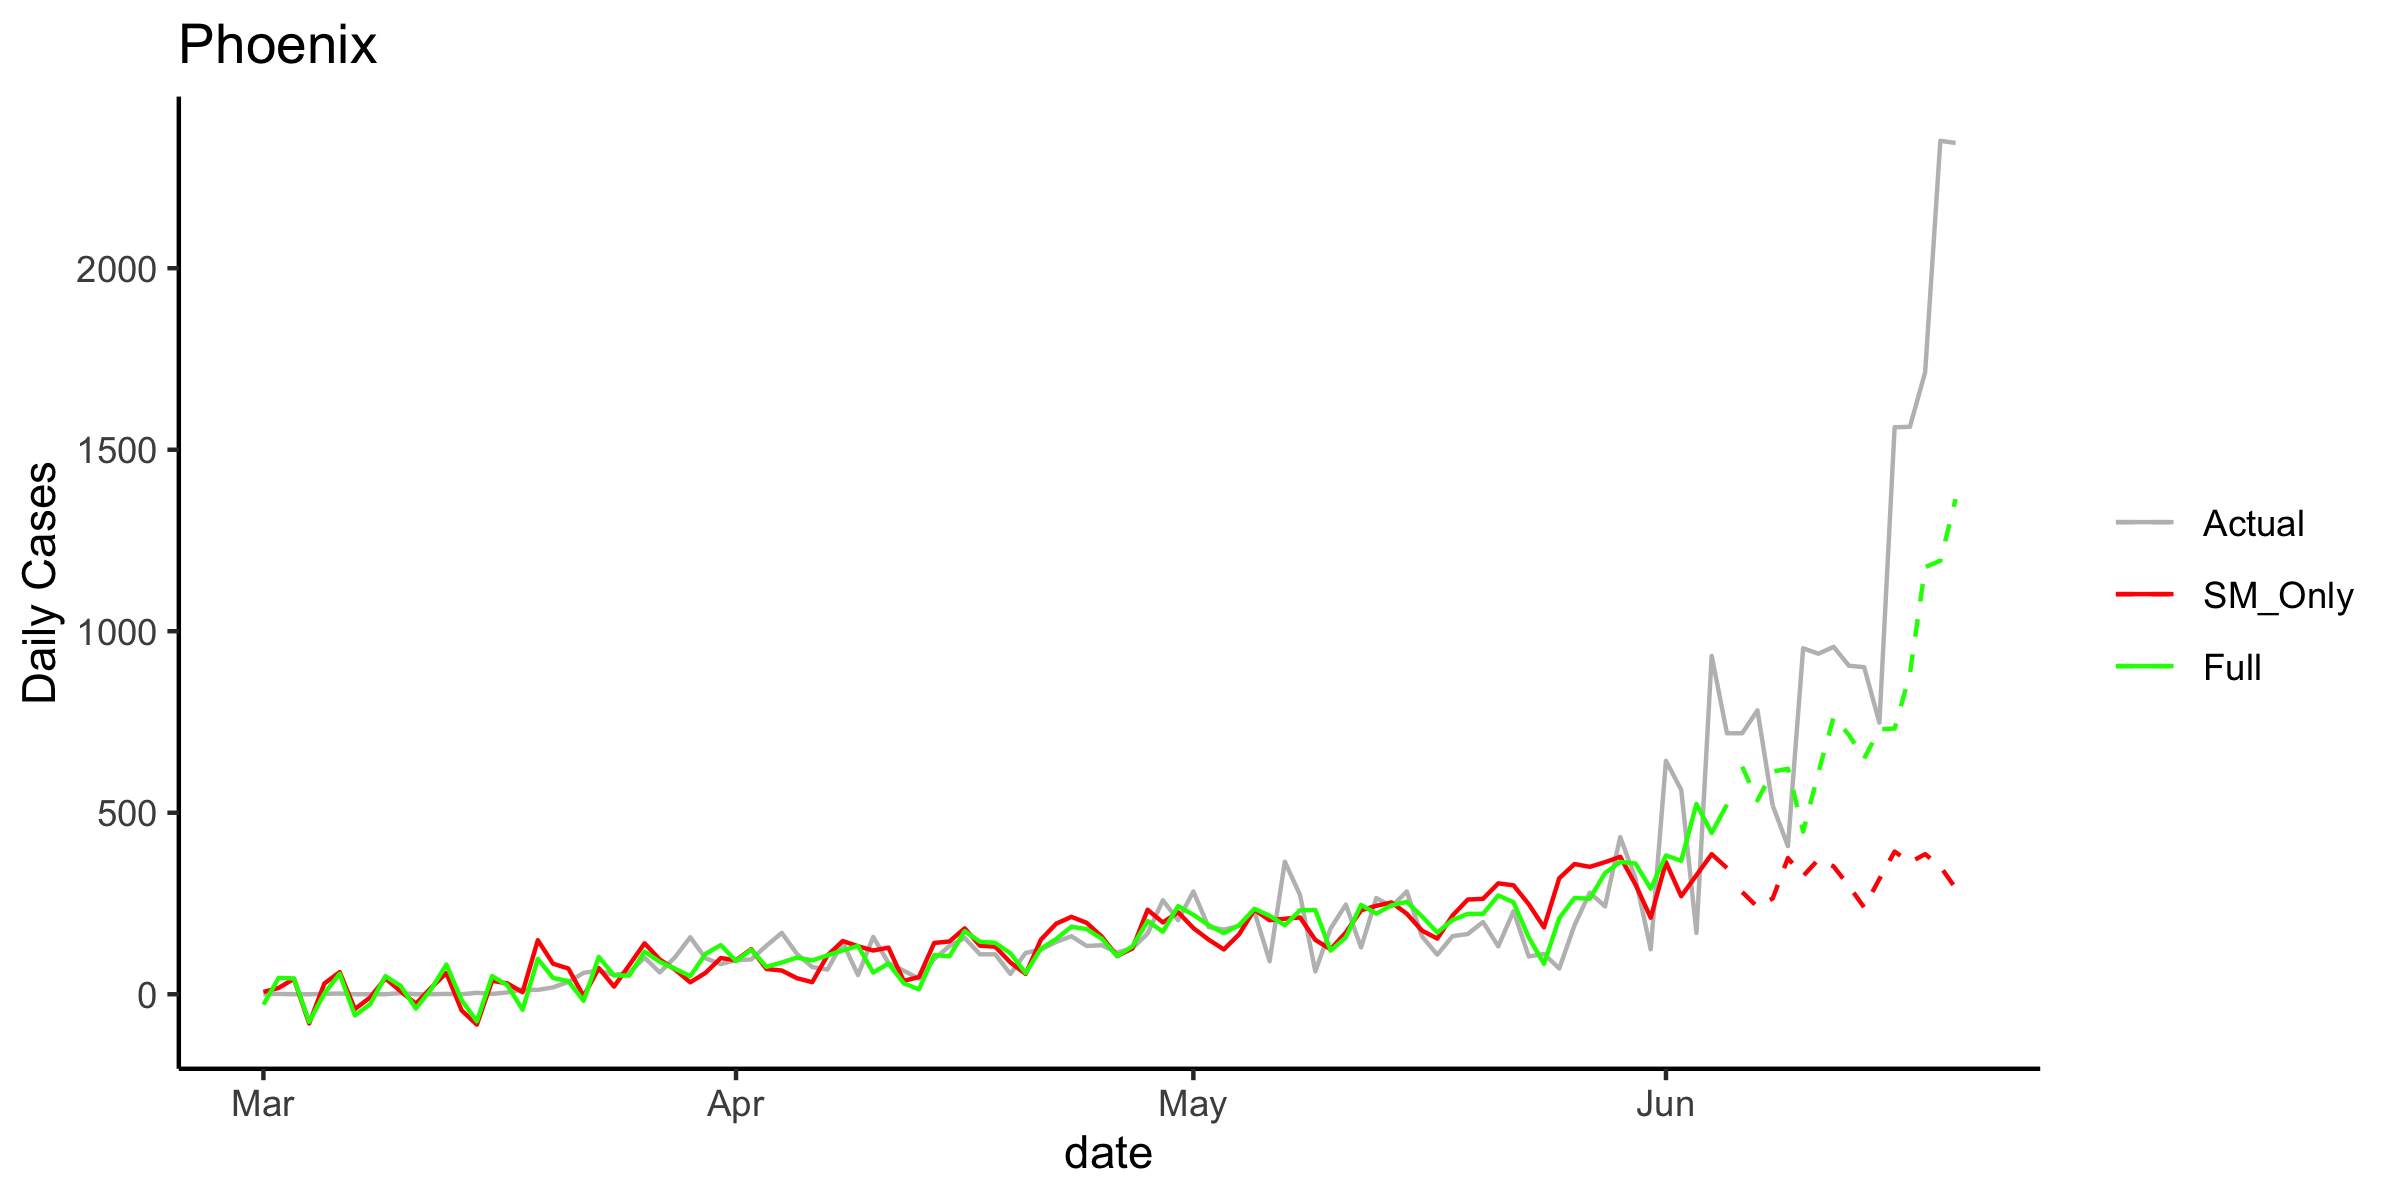 Phoenix
Daily Cases
2000
1500
1000
500
0
Mar
Apr
May
Jun
date
Actual
SM_Only
Full